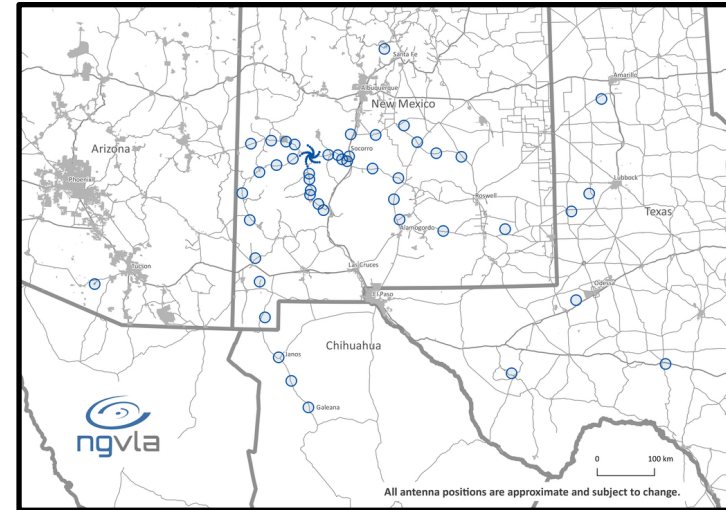 Santa Fe
Albuquerque
Amarillo
New Mexico
Arizona
Socorro
Phoenix
Lubbock
Roswell
Texas
Alamogordo
Tucson
Las Cruces
Odessa
El Paso
Chihuahua
Janos
Galeana
ngvla
0 100 km
All antenna positions are approximate and subject to change.